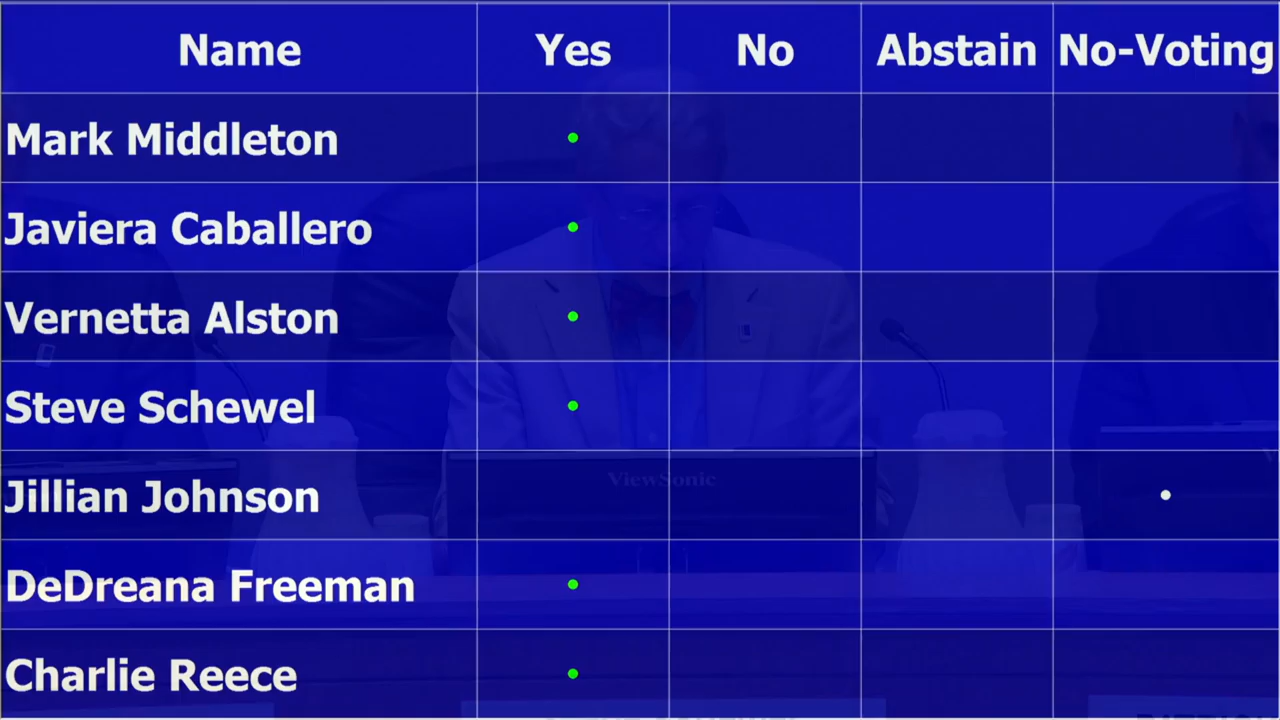 Name Yes No Abstain No-Voting
Mark Middleton
Javiera Caballero
Vernetta Alston
Steve Schewel
ViewSonic
Jillian Johnson
DeDreana Freeman
Charlie Reece